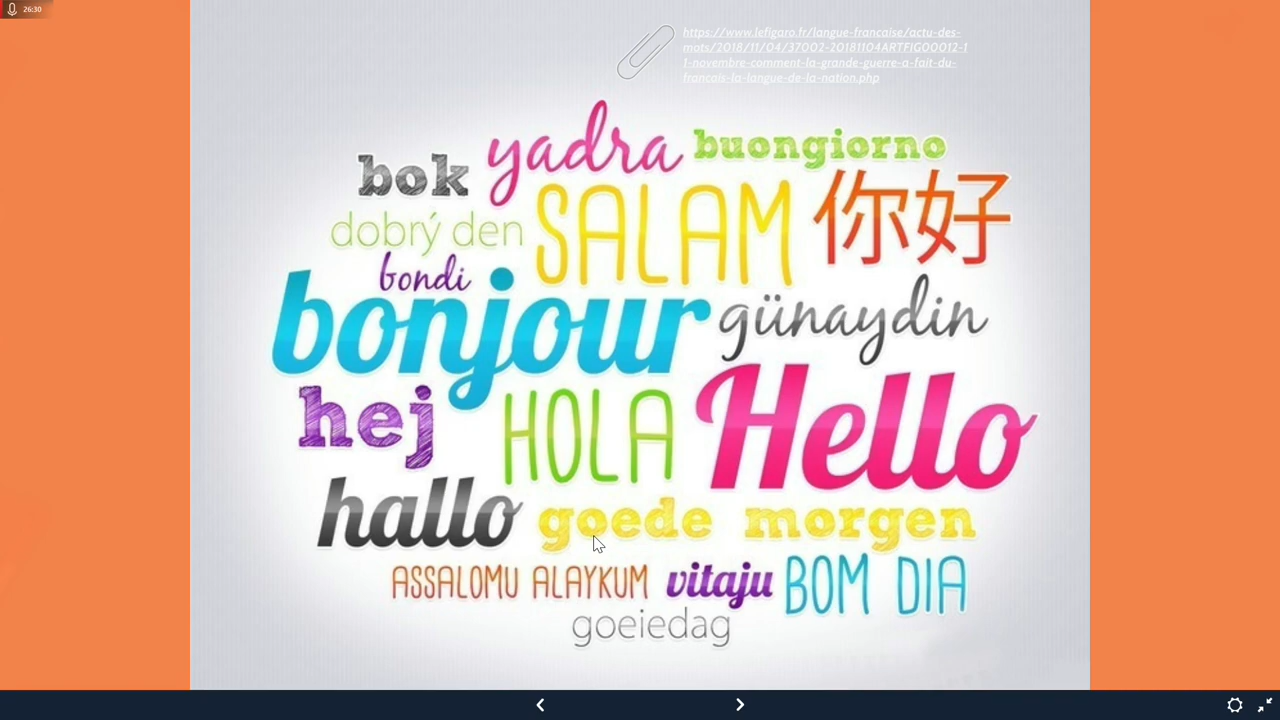 26:30
https://www.lefigaro.fr/langue-francaise/actu-des-
mots/2018/11/04/37002-20181104ARTFIG00012-1
1-novembre-comment-la-grande-guerre-a-fait-du-
francais-la-langue-de-la-nation.php
yadra
buongiorno
bok
SALAM
你好
dobrý den
bondi
bonjour
günaydin
hej
HOLA
Hello
hallo
goede morgen
ASSALOMU ALAYKUM
vitaju
BOM DIA
goeiedag